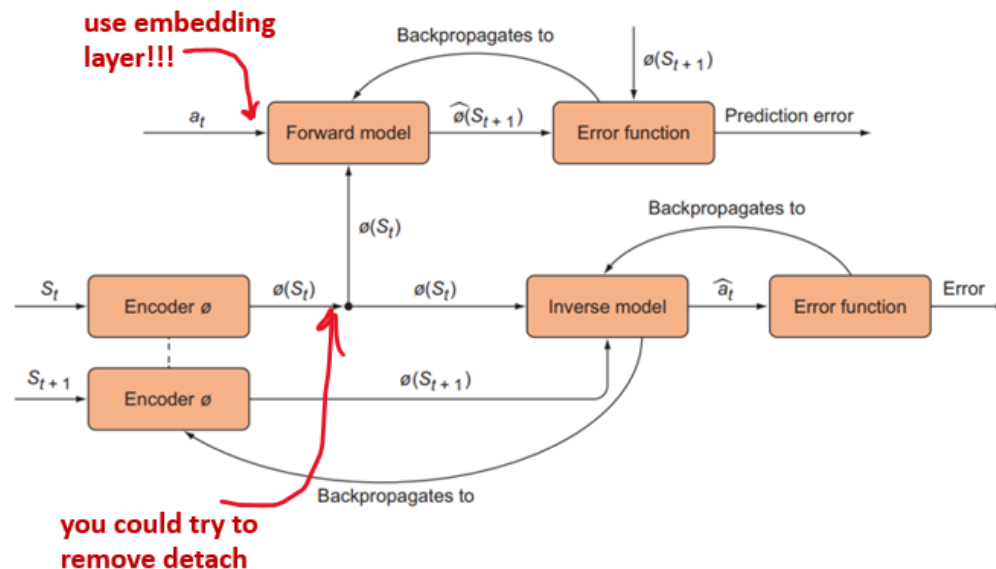 use embedding
layer!!!
Backpropagates to
ø(Sₜ₊₁)
aₜ
Forward model
ø̂(Sₜ₊₁)
Error function
Prediction error
ø(Sₜ)
Backpropagates to
Sₜ
Encoder ø
ø(Sₜ)
ø(Sₜ)
Inverse model
âₜ
Error function
Error
Sₜ₊₁
Encoder ø
ø(Sₜ₊₁)
Backpropagates to
you could try to
remove detach